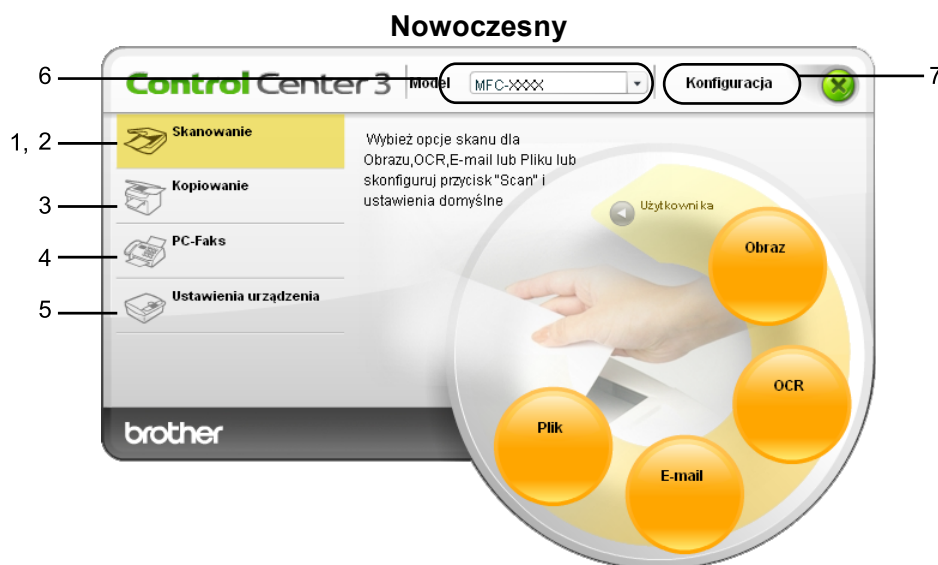 Nowoczesny
6
Control Center 3
Model
MFC-XXXX
Konfiguracja
7
1, 2
Skanowanie
Wybież opcje skanu dla
Obrazu,OCR,E-mail lub Pliku lub
skonfiguruj przycisk "Scan" i
ustawienia domyślne
3
Kopiowanie
Użytkownika
4
PC-Faks
Obraz
5
Ustawienia urządzenia
OCR
Plik
brother
E-mail